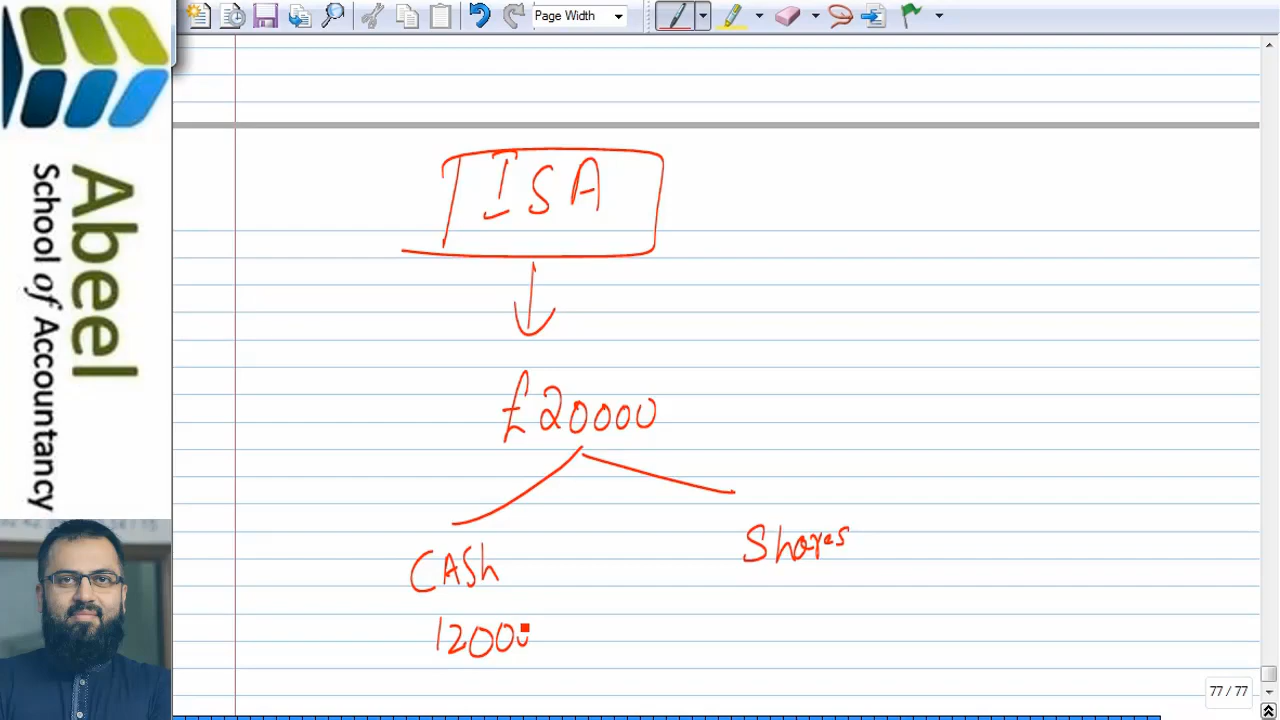 Page Width
Abeel
School of Accountancy
ISA
£20000
CASh
Shares
1200
77 / 77